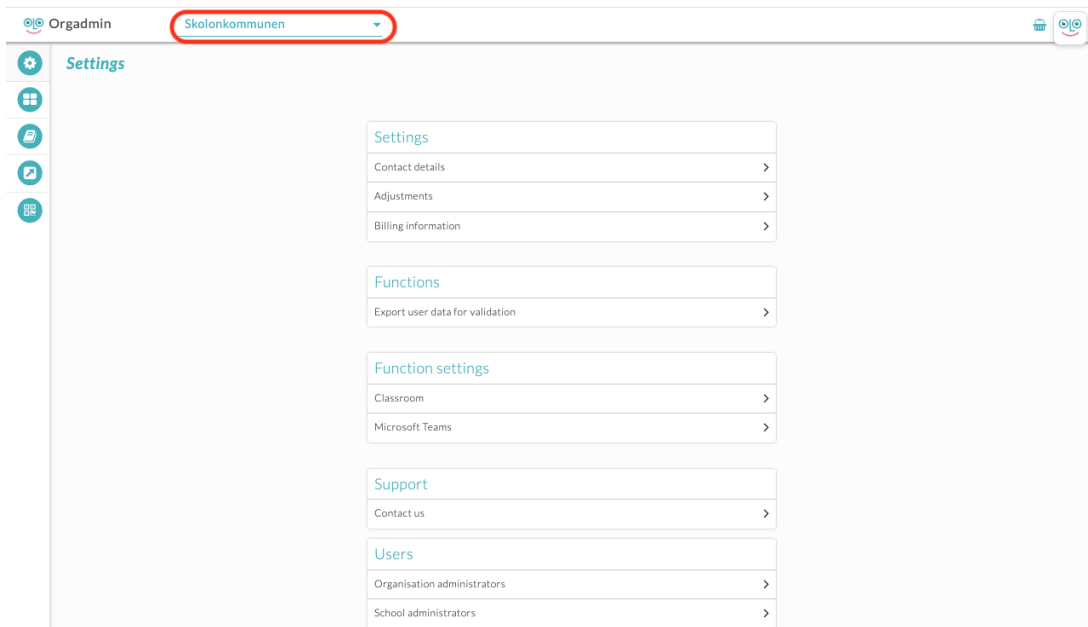 Orgadmin
Skolonkommunen
Settings
Settings
Contact details
Adjustments
Billing information
Functions
Export user data for validation
Function settings
Classroom
Microsoft Teams
Support
Contact us
Users
Organisation administrators
School administrators